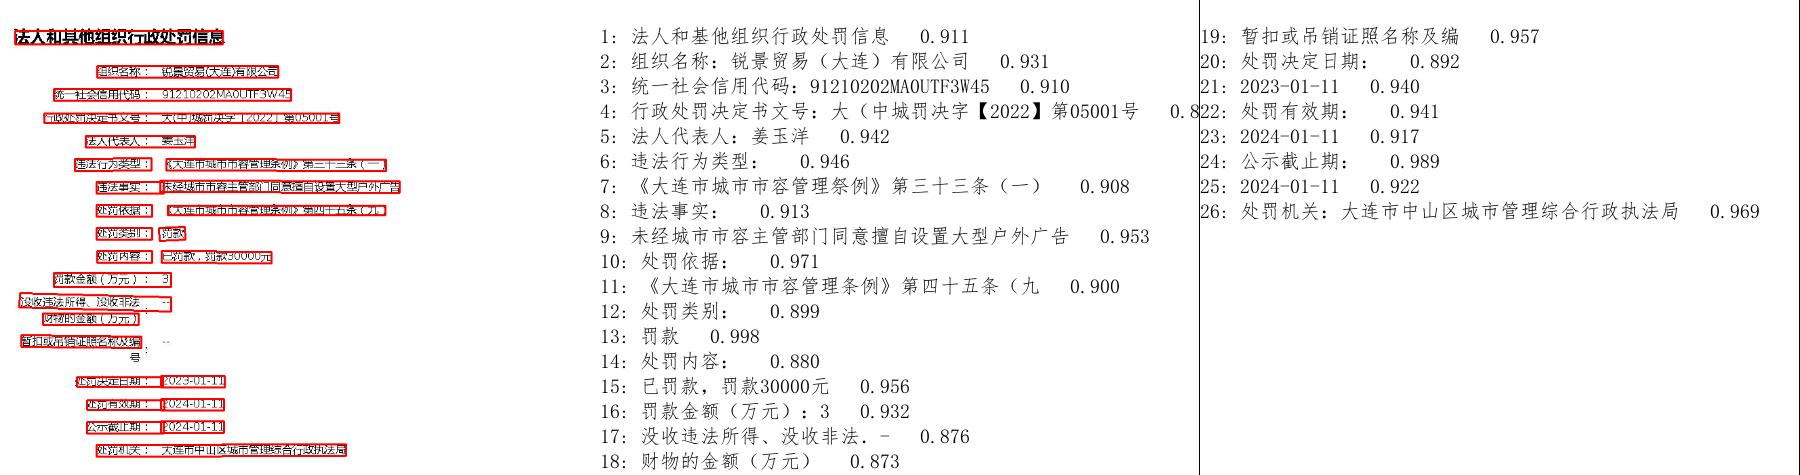 法人和其他组织行政处罚信息
组织名称： 锐景贸易(大连)有限公司
统一社会信用代码： 91210202MA0UTF3W45
行政处罚决定书文号： 大(中)城罚决字【2022】第05001号
法人代表人： 姜玉洋
违法行为类型： 《大连市城市市容管理条例》第三十三条（一）
违法事实： 未经城市市容主管部门同意擅自设置大型户外广告
处罚依据： 《大连市城市市容管理条例》第四十五条（九
处罚类别： 罚款
处罚内容： 已罚款，罚款30000元
罚款金额（万元）： 3
没收违法所得、没收非法 --
财物的金额（万元） ：
暂扣或吊销证照名称及编 --
号 ：
处罚决定日期： 2023-01-11
处罚有效期： 2024-01-11
公示截止期： 2024-01-11
处罚机关： 大连市中山区城市管理综合行政执法局
1: 法人和基他组织行政处罚信息 0.911
2: 组织名称：锐景贸易（大连）有限公司 0.931
3: 统一社会信用代码：91210202MA0UTF3W45 0.910
4: 行政处罚决定书文号：大（中城罚决字【2022】第05001号 0.8
5: 法人代表人：姜玉洋 0.942
6: 违法行为类型： 0.946
7: 《大连市城市市容管理祭例》第三十三条（一） 0.908
8: 违法事实： 0.913
9: 未经城市市容主管部门同意擅自设置大型户外广告 0.953
10: 处罚依据： 0.971
11: 《大连市城市市容管理条例》第四十五条（九 0.900
12: 处罚类别： 0.899
13: 罚款 0.998
14: 处罚内容： 0.880
15: 已罚款，罚款30000元 0.956
16: 罚款金额（万元）：3 0.932
17: 没收违法所得、没收非法．- 0.876
18: 财物的金额（万元） 0.873
19: 暂扣或吊销证照名称及编 0.957
20: 处罚决定日期： 0.892
21: 2023-01-11 0.940
22: 处罚有效期： 0.941
23: 2024-01-11 0.917
24: 公示截止期： 0.989
25: 2024-01-11 0.922
26: 处罚机关：大连市中山区城市管理综合行政执法局 0.969